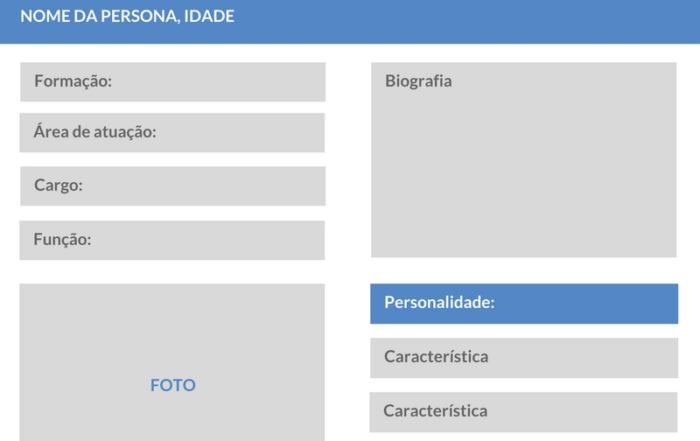 NOME DA PERSONA, IDADE
Formação:
Área de atuação:
Cargo:
Função:
FOTO
Biografia
Personalidade:
Característica
Característica